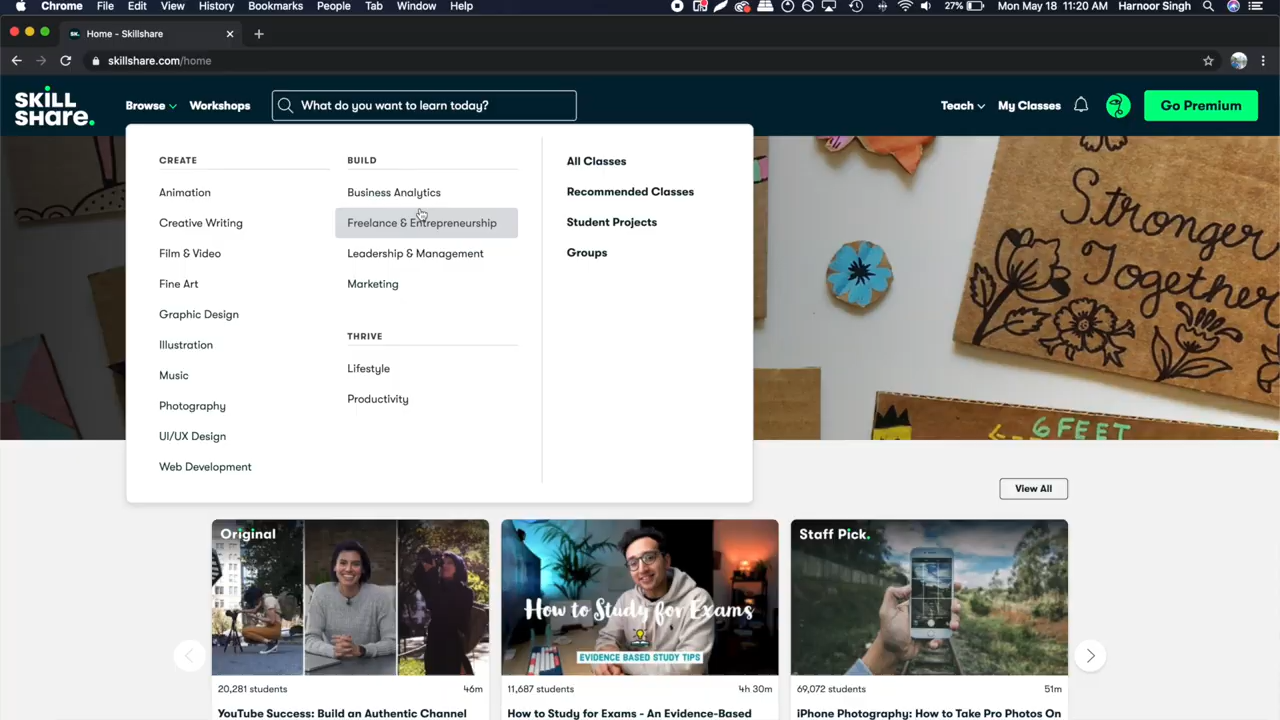 Chrome File Edit View History Bookmarks People Tab Window Help 27% Mon May 18 11:20 AM Harnoor Singh
Home - Skillshare
skillshare.com/home
SKILL
SHARE.
Browse Workshops What do you want to learn today? Teach My Classes Go Premium
CREATE
Animation
Creative Writing
Film & Video
Fine Art
Graphic Design
Illustration
Music
Photography
UI/UX Design
Web Development
BUILD
Business Analytics
Freelance & Entrepreneurship
Leadership & Management
Marketing
THRIVE
Lifestyle
Productivity
All Classes
Recommended Classes
Student Projects
Groups
Stronger
Together
6 FEET
View All
Original
20,281 students 46m
YouTube Success: Build an Authentic Channel
How to Study for Exams
EVIDENCE BASED STUDY TIPS
11,687 students 4h 30m
How to Study for Exams - An Evidence-Based
Staff Pick.
69,072 students 51m
iPhone Photography: How to Take Pro Photos On